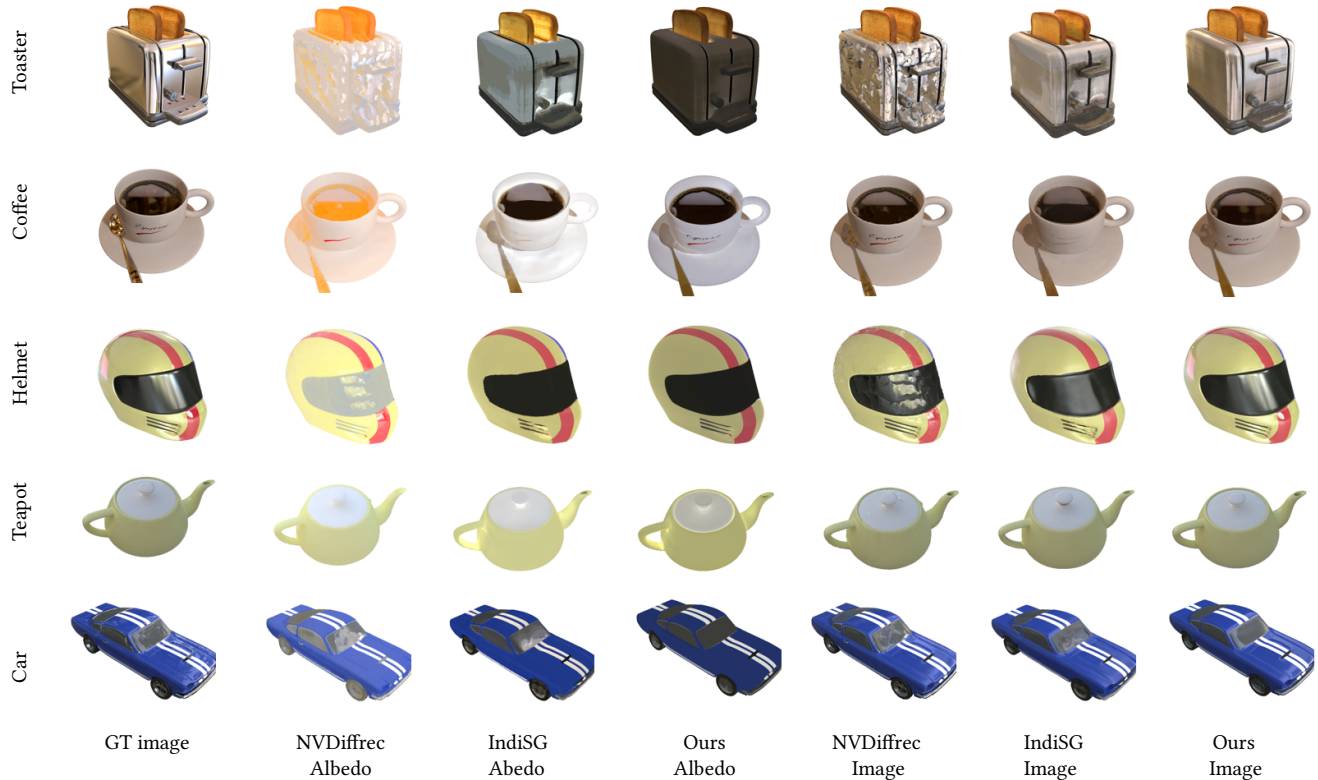 Toaster
Coffee
Helmet
Teapot
Car
GT image
NVDiffrec
Albedo
IndiSG
Abedo
Ours
Albedo
NVDiffrec
Image
IndiSG
Image
Ours
Image